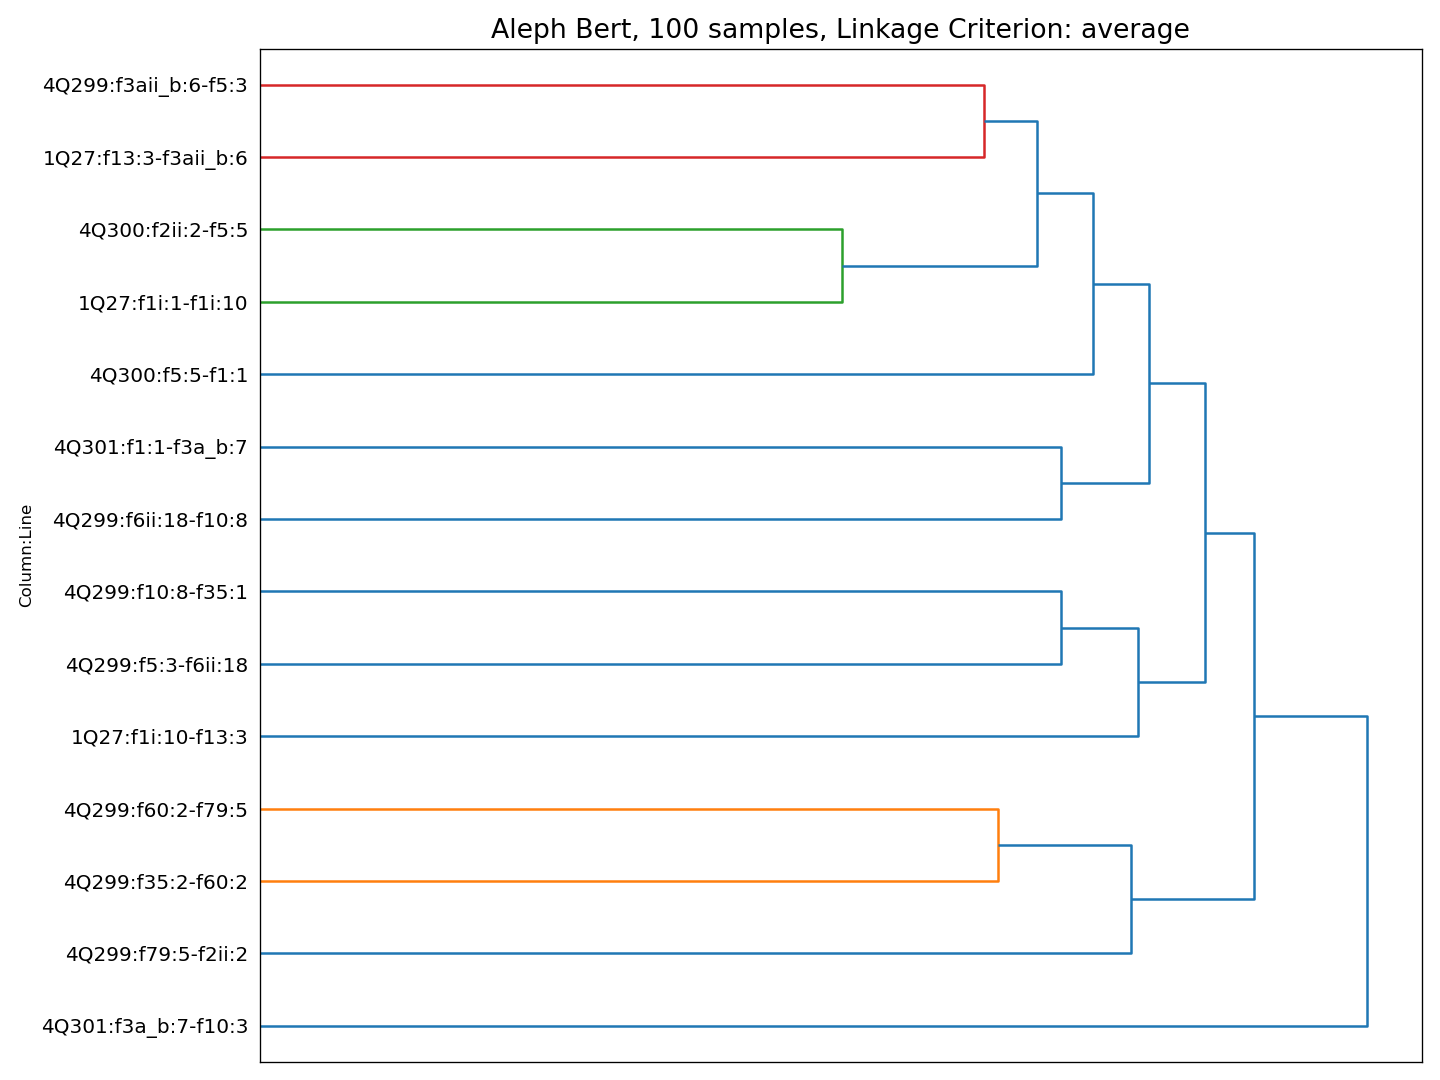 Aleph Bert, 100 samples, Linkage Criterion: average
4Q299:f3aii_b:6-f5:3
1Q27:f13:3-f3aii_b:6
4Q300:f2ii:2-f5:5
1Q27:f1i:1-f1i:10
4Q300:f5:5-f1:1
4Q301:f1:1-f3a_b:7
4Q299:f6ii:18-f10:8
Column:Line
4Q299:f10:8-f35:1
4Q299:f5:3-f6ii:18
1Q27:f1i:10-f13:3
4Q299:f60:2-f79:5
4Q299:f35:2-f60:2
4Q299:f79:5-f2ii:2
4Q301:f3a_b:7-f10:3